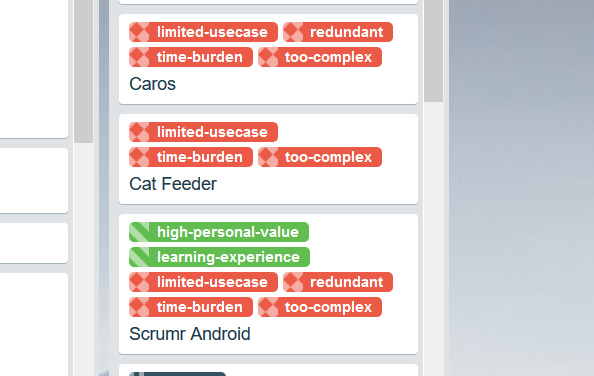 limited-usecase redundant
time-burden too-complex
Caros
limited-usecase
time-burden too-complex
Cat Feeder
high-personal-value
learning-experience
limited-usecase redundant
time-burden too-complex
Scrumr Android